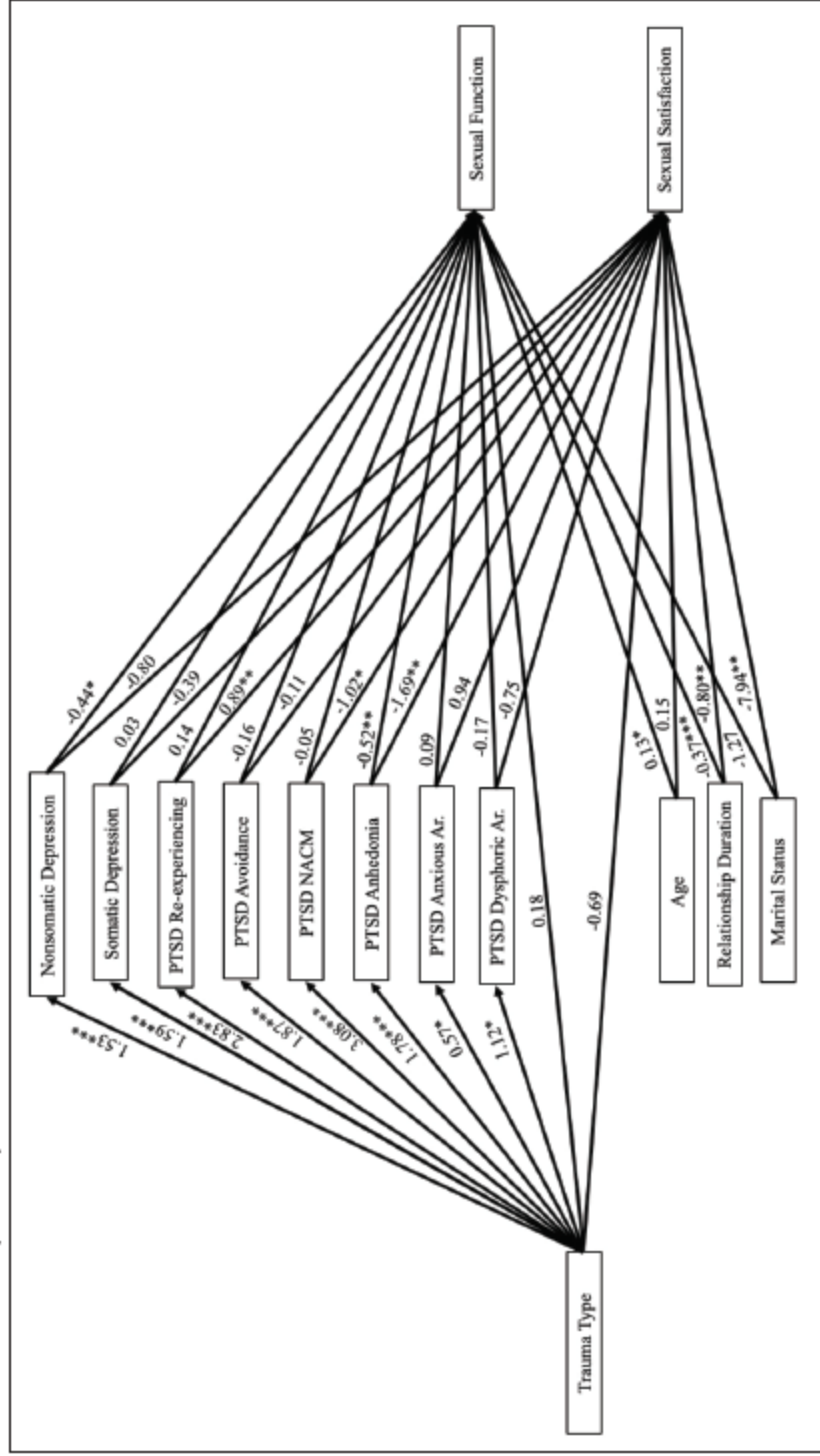 Nonsomatic Depression
Somatic Depression
PTSD Re-experiencing
PTSD Avoidance
PTSD NACM
PTSD Anhedonia
PTSD Anxious Ar.
PTSD Dysphoric Ar.
Trauma Type
Age
Relationship Duration
Marital Status
Sexual Function
Sexual Satisfaction
1.53***
1.59***
2.83***
1.87***
3.08***
1.78***
0.57*
1.12*
-0.44*
-0.80
0.03
-0.39
0.14
0.89**
-0.16
-0.11
-0.05
-1.02*
-0.52**
-1.69**
0.09
0.94
-0.17
-0.75
0.18
-0.69
0.13*
0.15
-0.37***
-0.80**
-1.27
-7.94**